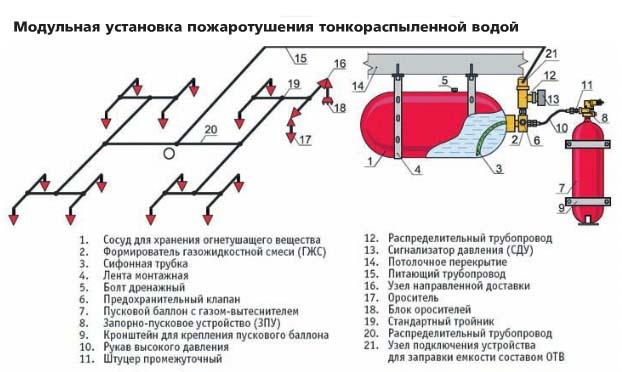 Модульная установка пожаротушения тонкораспыленной водой
15
16
21
12
14
5
13
11
19
8
18
20
17
10
1
4
3
2
6
7
9
1. Сосуд для хранения огнетушащего вещества
2. Формирователь газожидкостной смеси (ГЖС)
3. Сифонная трубка
4. Лента монтажная
5. Болт дренажный
6. Предохранительный клапан
7. Пусковой баллон с газом-вытеснителем
8. Запорно-пусковое устройство (ЗПУ)
9. Кронштейн для крепления пускового баллона
10. Рукав высокого давления
11. Штуцер промежуточный
12. Распределительный трубопровод
13. Сигнализатор давления (СДУ)
14. Потолочное перекрытие
15. Питающий трубопровод
16. Узел направленной доставки
17. Ороситель
18. Блок оросителей
19. Стандартный тройник
20. Распределительный трубопровод
21. Узел подключения устройства
для заправки емкости составом ОТВ